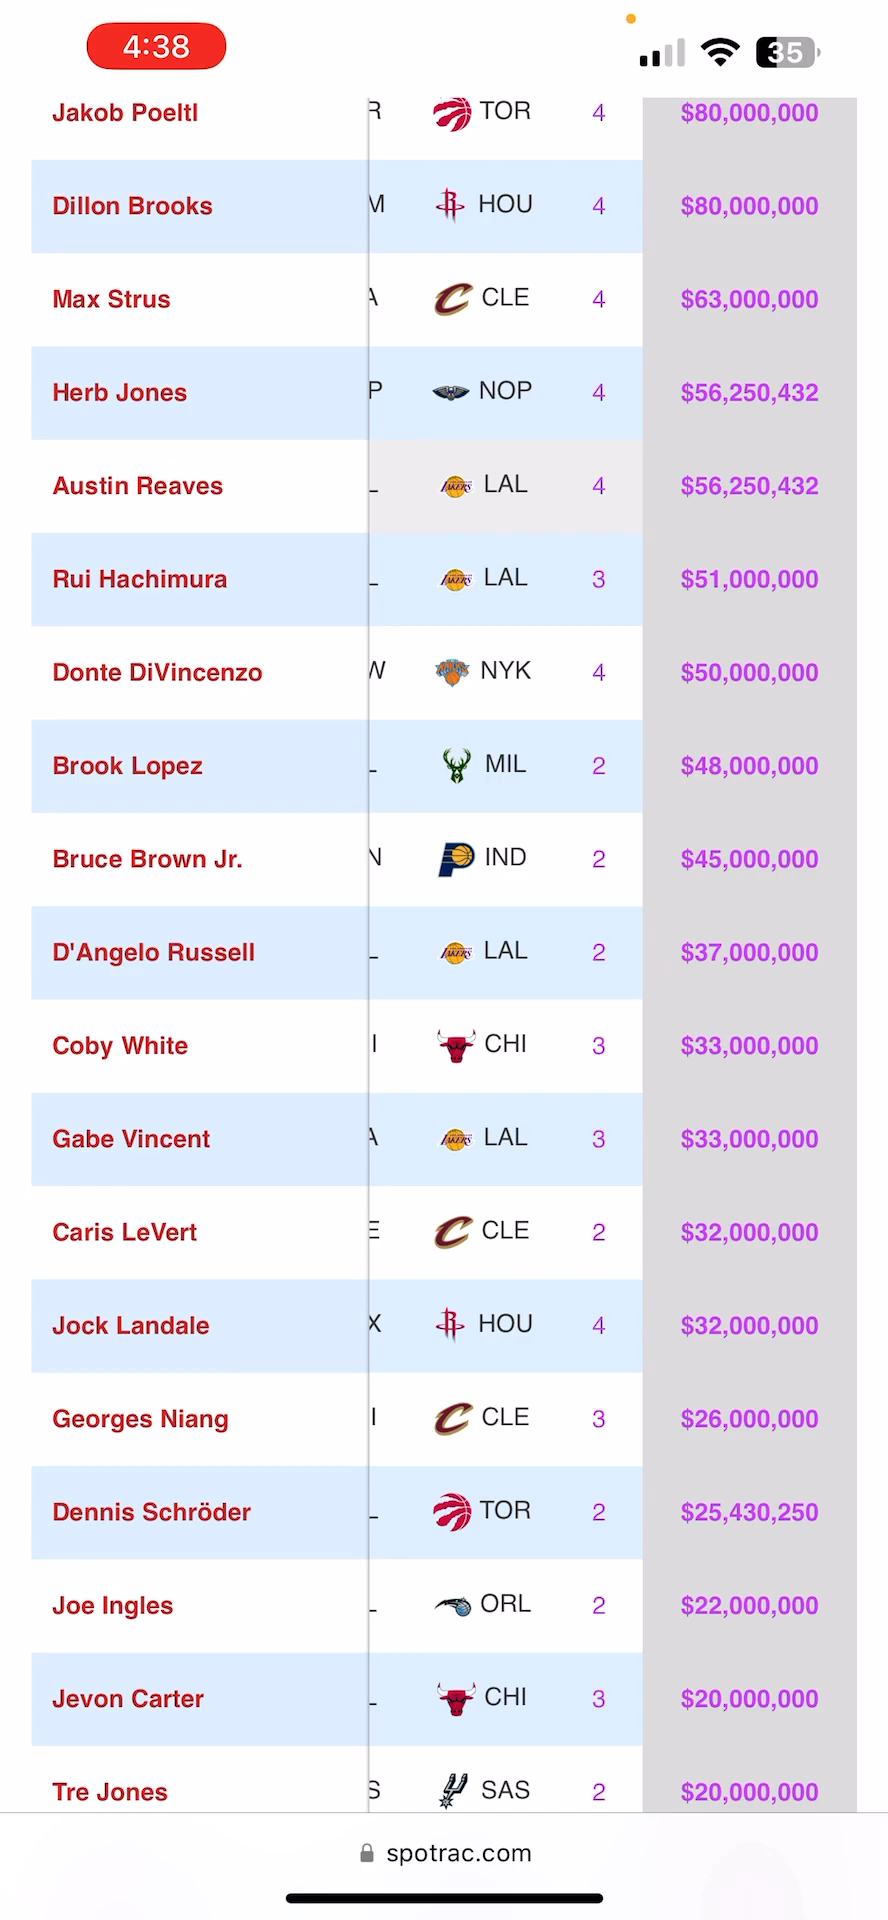 4:38
35
Jakob Poeltl R TOR 4 $80,000,000
Dillon Brooks M HOU 4 $80,000,000
Max Strus A CLE 4 $63,000,000
Herb Jones P NOP 4 $56,250,432
Austin Reaves LAL 4 $56,250,432
Rui Hachimura LAL 3 $51,000,000
Donte DiVincenzo W NYK 4 $50,000,000
Brook Lopez MIL 2 $48,000,000
Bruce Brown Jr. N IND 2 $45,000,000
D'Angelo Russell LAL 2 $37,000,000
Coby White I CHI 3 $33,000,000
Gabe Vincent A LAL 3 $33,000,000
Caris LeVert E CLE 2 $32,000,000
Jock Landale X HOU 4 $32,000,000
Georges Niang I CLE 3 $26,000,000
Dennis Schröder TOR 2 $25,430,250
Joe Ingles ORL 2 $22,000,000
Jevon Carter CHI 3 $20,000,000
Tre Jones S SAS 2 $20,000,000
spotrac.com